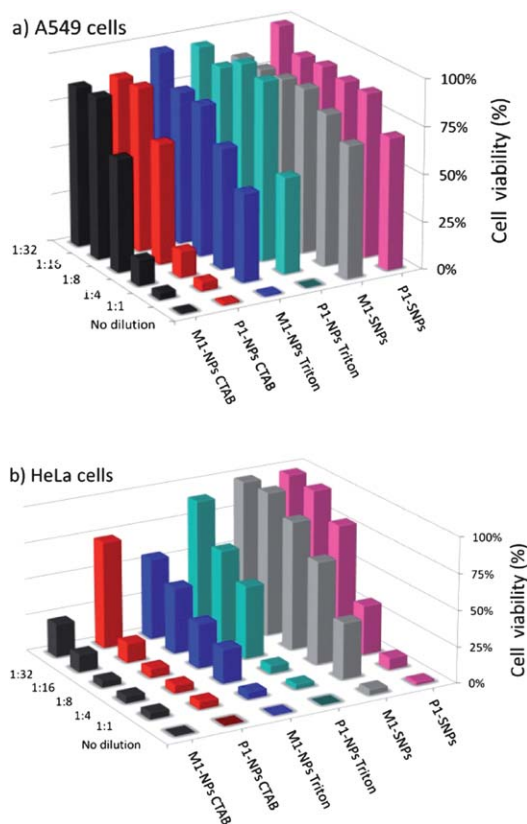 a) A549 cells
100%
75%
50%
25%
0%
Cell viability (%)
1:32
1:16
1:8
1:4
1:1
No dilution
M1-NPs CTAB
P1-NPs CTAB
M1-NPs Triton
P1-NPs Triton
M1-SNPs
P1-SNPs
b) HeLa cells
100%
75%
50%
25%
0%
Cell viability (%)
1:32
1:16
1:8
1:4
1:1
No dilution
M1-NPs CTAB
P1-NPs CTAB
M1-NPs Triton
P1-NPs Triton
M1-SNPs
P1-SNPs